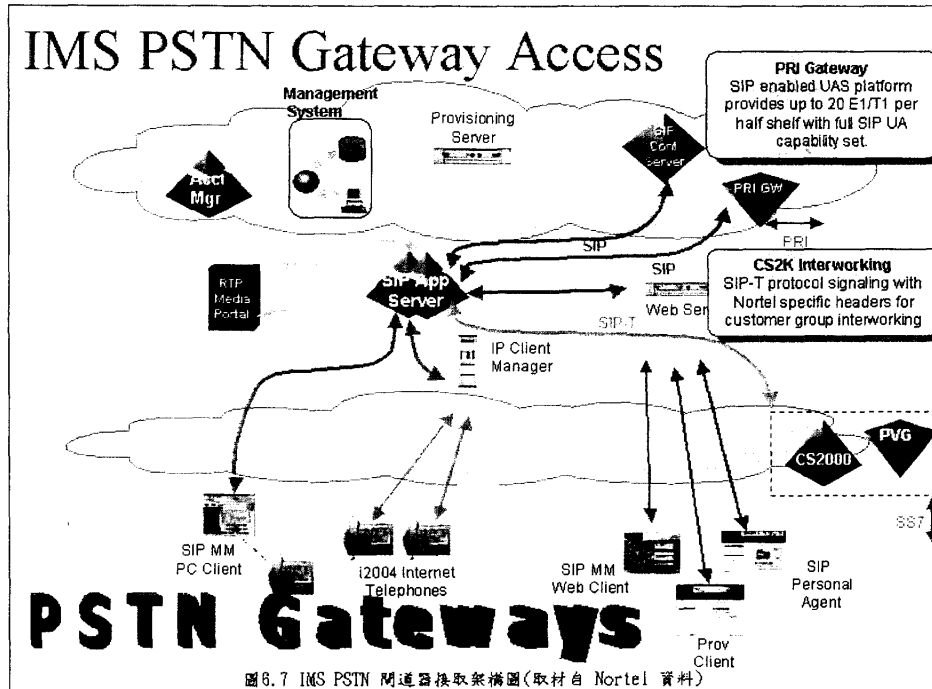 IMS PSTN Gateway Access
PRI Gateway
SIP enabled UAS platform
provides up to 20 E1/T1 per
half shelf with full SIP UA
capability set.
Management
System
Provisioning
Server
SIP
Conf
Server
Acct
Mgr
PRI GW
PRI
SIP
SIP
CS2K Interworking
SIP-T protocol signaling with
Nortel specific headers for
customer group interworking
RTP
Media
Portal
SIP App
Server
Web Serv
SIP-T
IP Client
Manager
CS2000
PVG
SS7
SIP MM
PC Client
i2004 Internet
Telephones
SIP MM
Web Client
SIP
Personal
Agent
Prov
Client
PSTN Gateways
圖6.7 IMS PSTN 閘道器接取架構圖(取材自 Nortel 資料)